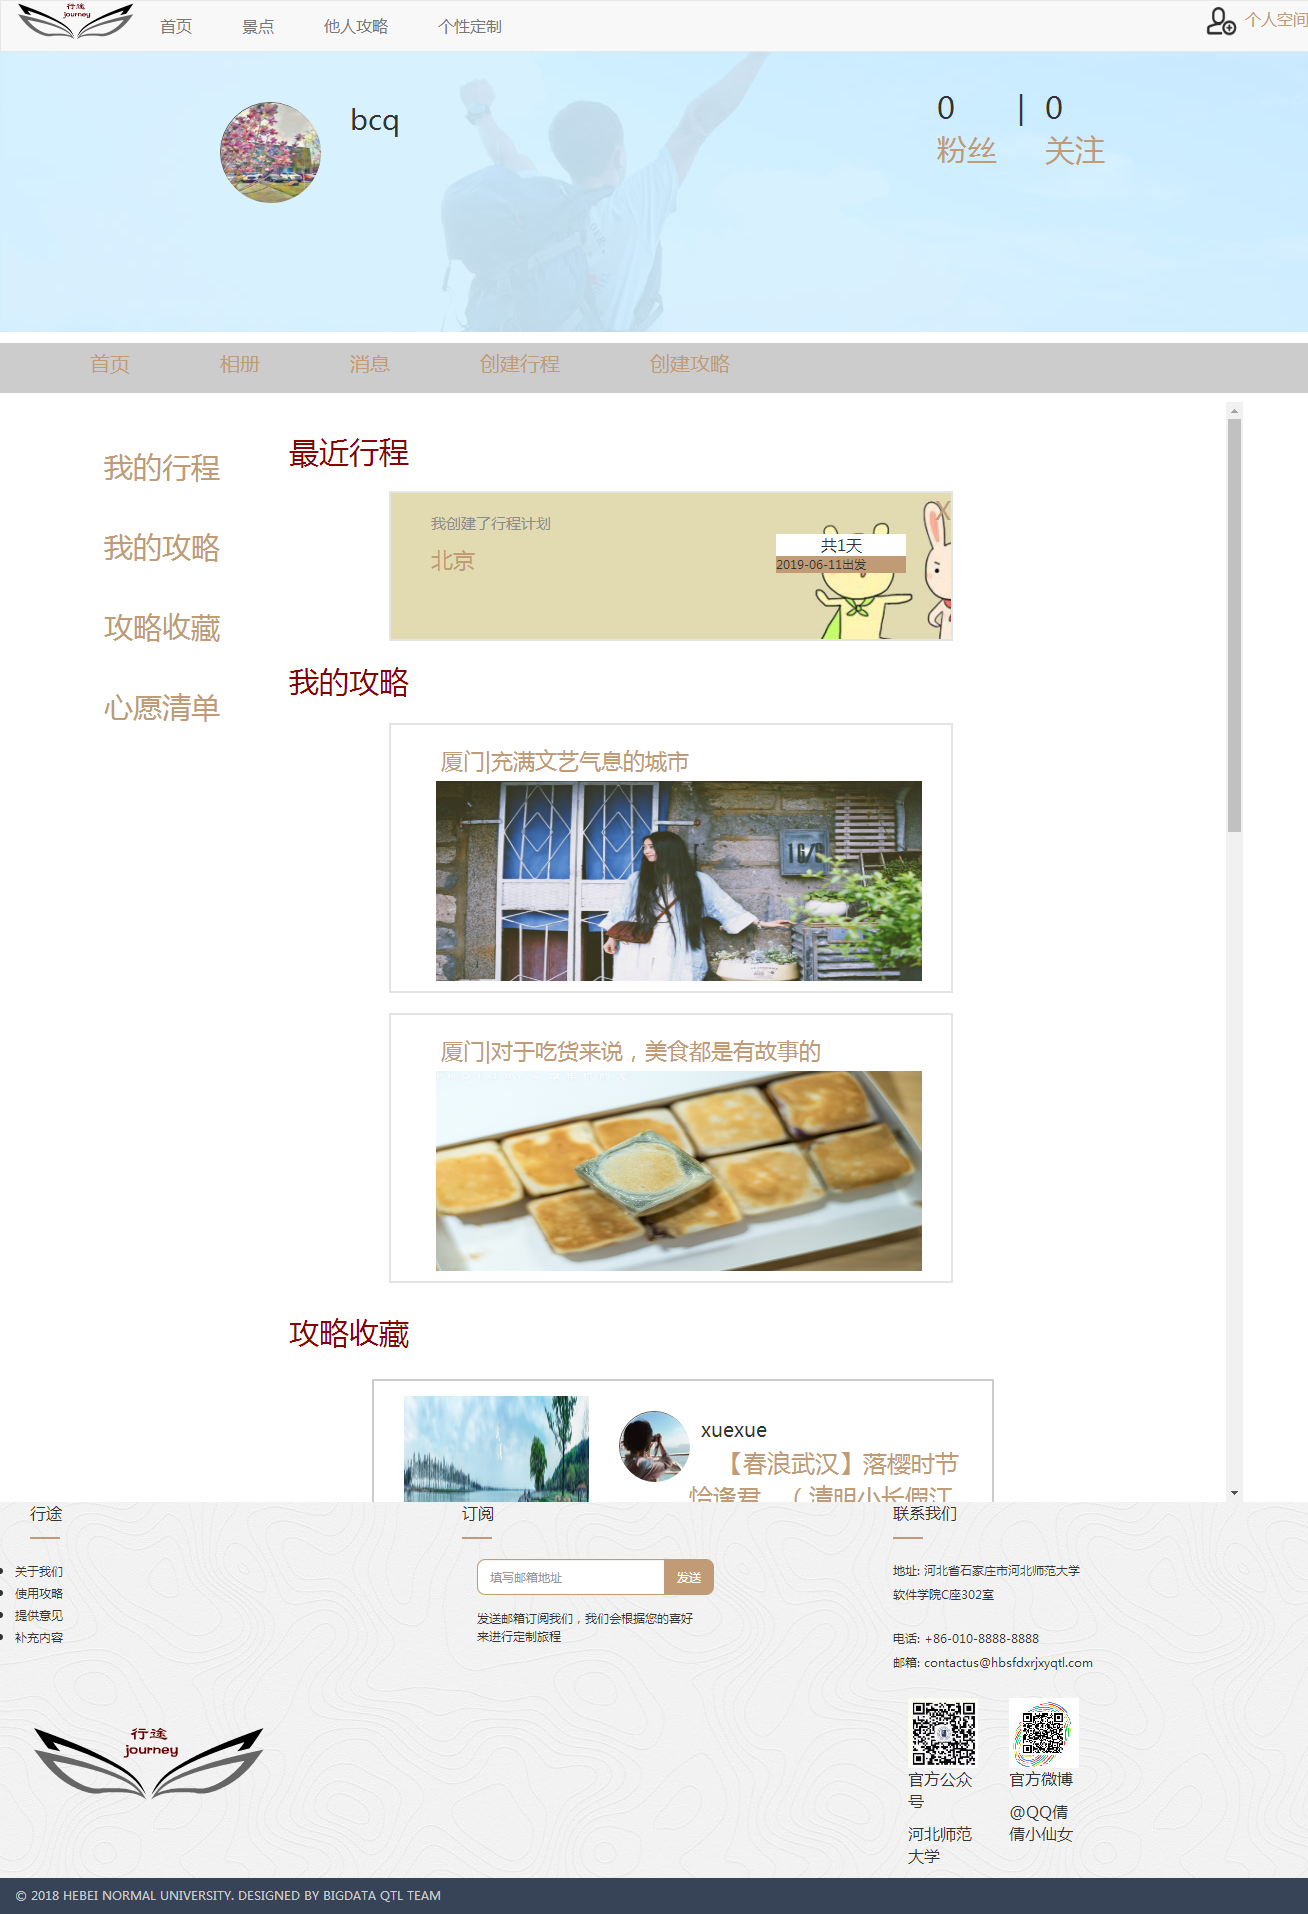 行途
journey
首页
景点
他人攻略
个性定制
个人空间
bcq
0 | 0
粉丝 关注
首页
相册
消息
创建行程
创建攻略
我的行程
我的攻略
攻略收藏
心愿清单
最近行程
X
我创建了行程计划
北京
共1天
2019-06-11出发
我的攻略
厦门|充满文艺气息的城市
16/6
厦门|对于吃货来说，美食都是有故事的
攻略收藏
xuexue
【春浪武汉】落樱时节
恰逢君 （清明小长假江
行途
关于我们
使用攻略
提供意见
补充内容
行途
journey
订阅
填写邮箱地址
发送
发送邮箱订阅我们，我们会根据您的喜好
来进行定制旅程
联系我们
地址: 河北省石家庄市河北师范大学
软件学院C座302室
电话: +86-010-8888-8888
邮箱: contactus@hbsfdxrjxyqtl.com
官方公众
号
河北师范
大学
官方微博
@QQ倩
倩小仙女
© 2018 HEBEI NORMAL UNIVERSITY. DESIGNED BY BIGDATA QTL TEAM